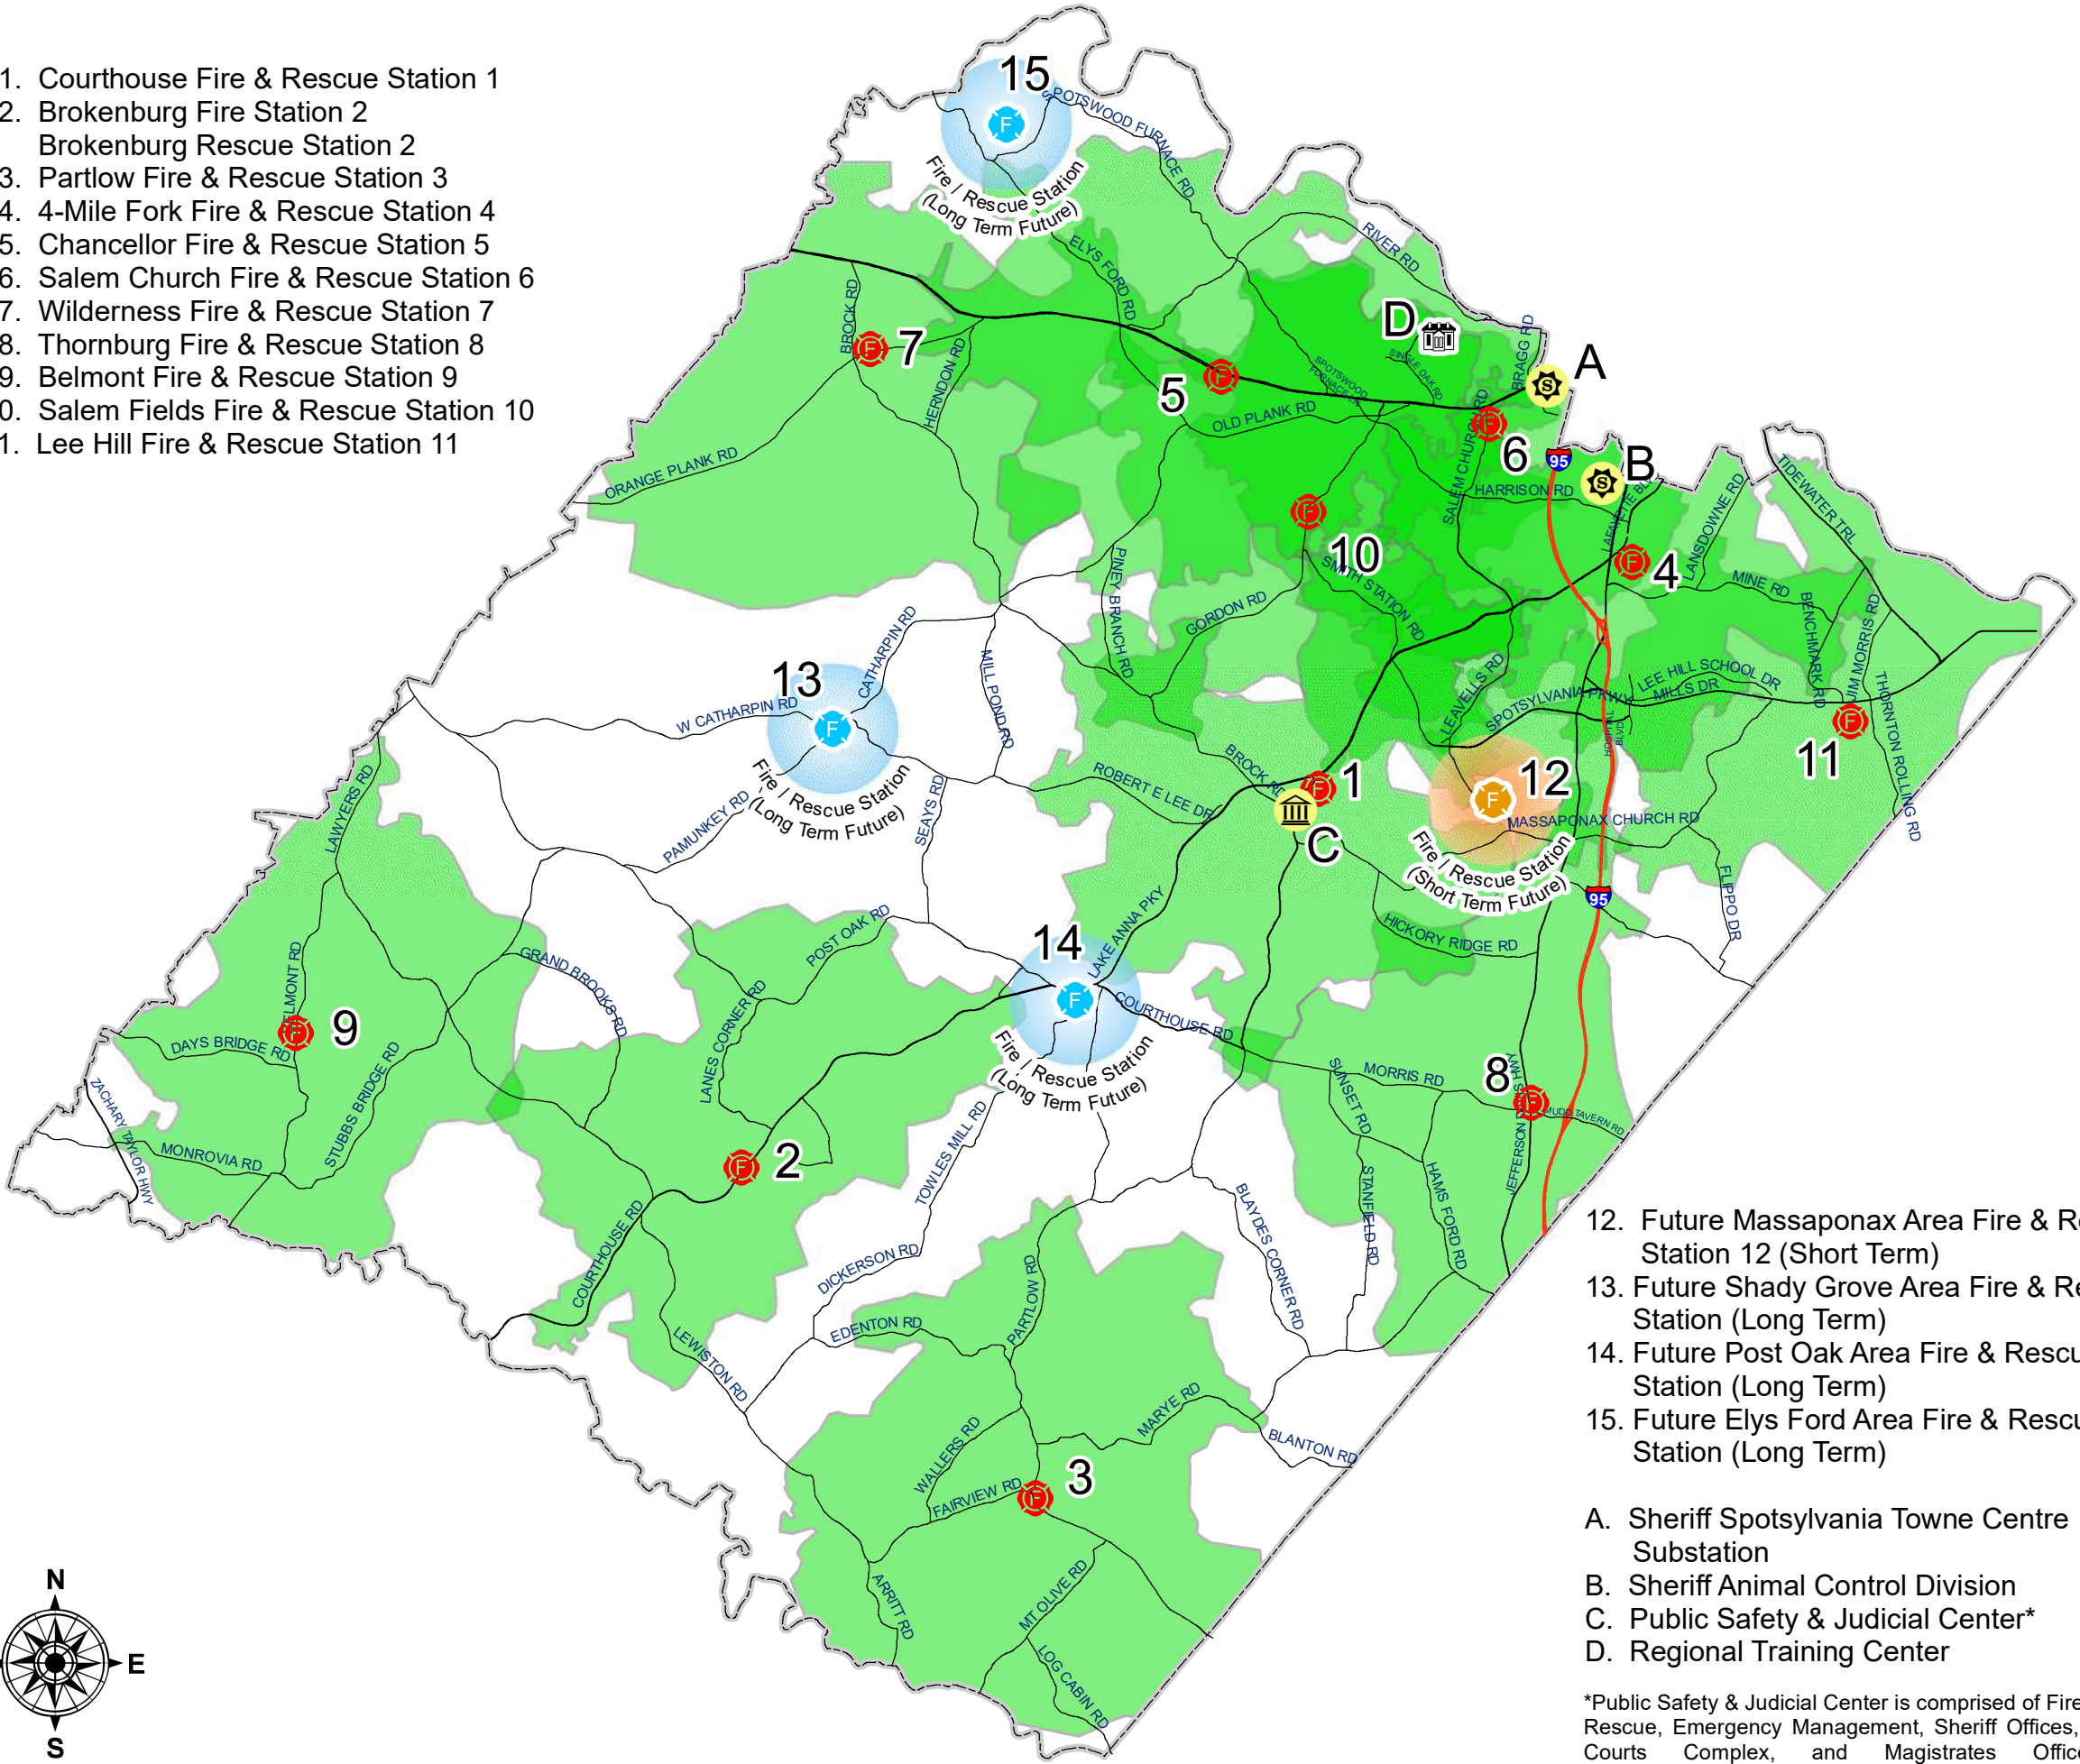 1. Courthouse Fire & Rescue Station 1
2. Brokenburg Fire Station 2
Brokenburg Rescue Station 2
3. Partlow Fire & Rescue Station 3
4. 4-Mile Fork Fire & Rescue Station 4
5. Chancellor Fire & Rescue Station 5
6. Salem Church Fire & Rescue Station 6
7. Wilderness Fire & Rescue Station 7
8. Thornburg Fire & Rescue Station 8
9. Belmont Fire & Rescue Station 9
0. Salem Fields Fire & Rescue Station 10
1. Lee Hill Fire & Rescue Station 11
15
F
SPOTSWOOD FURNACE RD
Fire / Rescue Station
(Long Term Future)
ELYS FORD RD
RIVER RD
BROCK RD
F
7
HERNDON RD
ORANGE PLANK RD
5
F
OLD PLANK RD
SPOTSWOOD
FURNACE LN
SINGLE OAK RD
D
BRAGG RD
A
S
SALEM CHURCH RD
F
6
95
B
S
HARRISON RD
LAFAYETTE BLVD
LANSDOWNE RD
TIDEWATER TRL
F
10
F
4
MINE RD
BENCHMARK RD
JIM MORRIS RD
SMITH STATION RD
GORDON RD
PINEY BRANCH RD
CATHARPIN RD
MILL POND RD
13
F
W CATHARPIN RD
Fire / Rescue Station
(Long Term Future)
PAMUNKEY RD
SEAYS RD
ROBERT E LEE DR
BROCK RD
LEAVELLS RD
SPOTSYLVANIA PKWY
LEE HILL SCHOOL DR
MILLS DR
HOSPITAL
BLVD
THORNTON ROLLING RD
F
11
F
1
C
F
12
MASSAPONAX CHURCH RD
Fire / Rescue Station
(Short Term Future)
95
FLIPPO DR
HICKORY RIDGE RD
LAWYERS RD
POST OAK RD
14
F
LAKE ANNA PKY
COURTHOUSE RD
Fire / Rescue Station
(Long Term Future)
GRAND BROOKS RD
LANES CORNER RD
BELMONT RD
F
9
DAYS BRIDGE RD
STUBBS BRIDGE RD
ZACHARY TAYLOR HWY
MONROVIA RD
F
2
TOWLES MILL RD
MORRIS RD
SUNSET RD
8
F
MUDD TAVERN RD
JEFFERSON DAVIS HWY
STANFIELD RD
HAMS FORD RD
BLAYDES CORNER RD
COURTHOUSE RD
DICKERSON RD
EDENTON RD
PARTLOW RD
LEWISTON RD
WALLERS RD
MARYE RD
BLANTON RD
FAIRVIEW RD
F
3
ARRITT RD
MT OLIVE RD
LOG CABIN RD
12. Future Massaponax Area Fire & Re
Station 12 (Short Term)
13. Future Shady Grove Area Fire & Re
Station (Long Term)
14. Future Post Oak Area Fire & Rescu
Station (Long Term)
15. Future Elys Ford Area Fire & Rescu
Station (Long Term)
A. Sheriff Spotsylvania Towne Centre
Substation
B. Sheriff Animal Control Division
C. Public Safety & Judicial Center*
D. Regional Training Center
*Public Safety & Judicial Center is comprised of Fire
Rescue, Emergency Management, Sheriff Offices,
Courts Complex, and Magistrates Offic
N
E
S